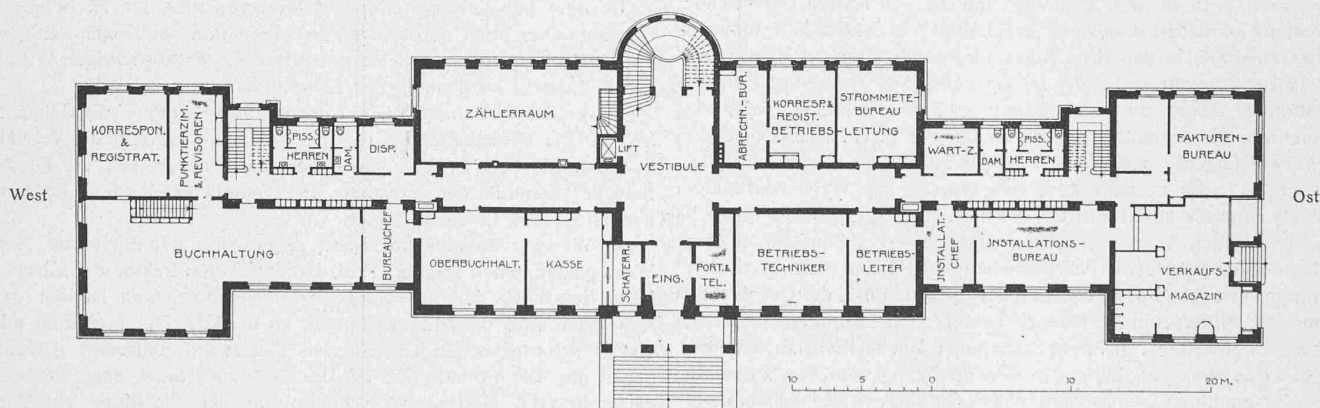 West
KORRESPON.
&
REGISTRAT.
PUNKTIERZIM.
& REVISOREN
PISS.
HERREN
DAM.
DISP.
ZÄHLERRAUM
LIFT
VESTIBULE
ABRECHN. BUR.
KORRESP. &
REGIST.
STROMMIETE-
BUREAU
BETRIEBS-LEITUNG
WART-Z.
DAM.
PISS.
HERREN
FAKTUREN-
BUREAU
Ost
BUCHHALTUNG
BUREAUCHEF
OBERBUCHHALT.
KASSE
SCHATERR.
EING.
PORT. &
TEL.
BETRIEBS-
TECHNIKER
BETRIEBS-
LEITER
INSTALLAT.-
CHEF
INSTALLATIONS-
BUREAU
VERKAUFS-
MAGAZIN
10 5 0 10 20 M.